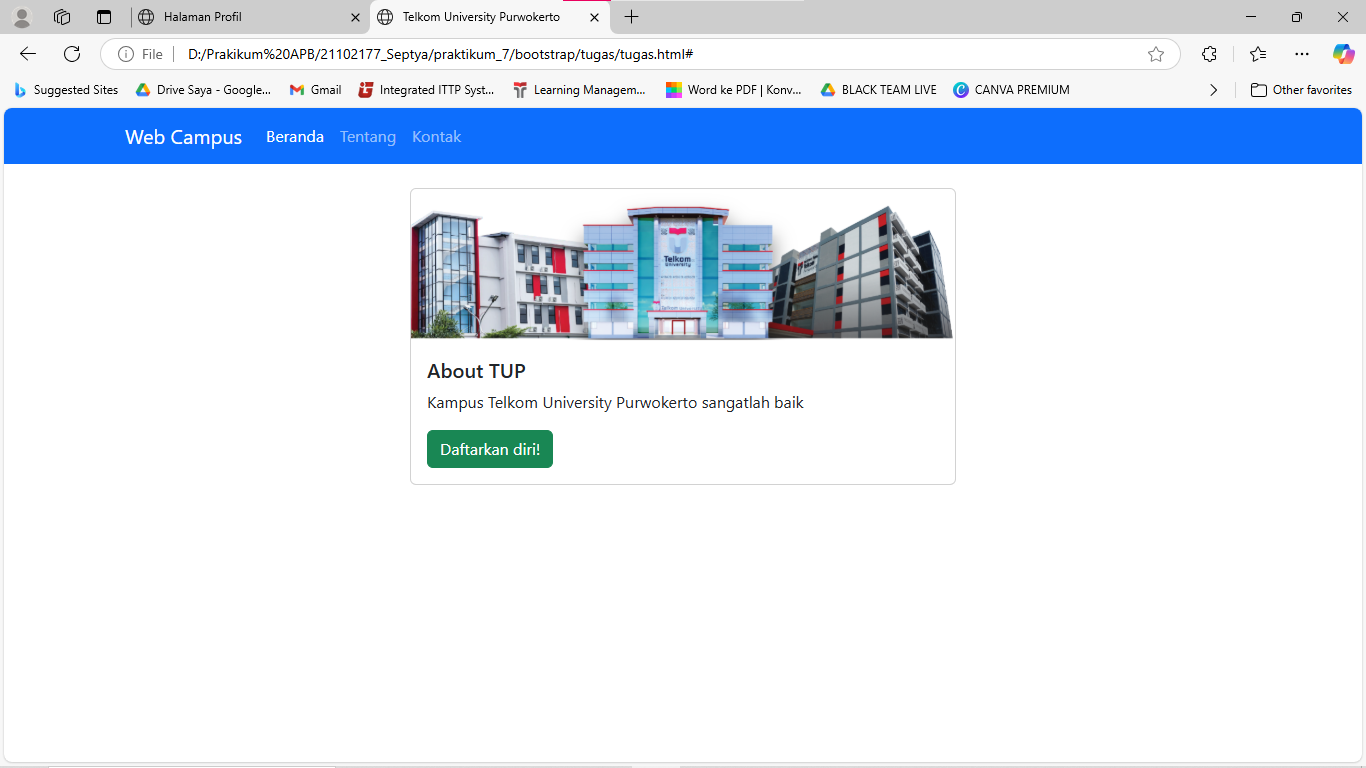 Halaman Profil
Telkom University Purwokerto
File
D:/Prakikum%20APB/21102177_Septya/praktikum_7/bootstrap/tugas/tugas.html#
Suggested Sites
Drive Saya - Google...
Gmail
Integrated ITTP Syst...
Learning Managem...
Word ke PDF | Konv...
BLACK TEAM LIVE
CANVA PREMIUM
Other favorites
Web Campus
Beranda
Tentang
Kontak
Telkom
University
About TUP
Kampus Telkom University Purwokerto sangatlah baik
Daftarkan diri!